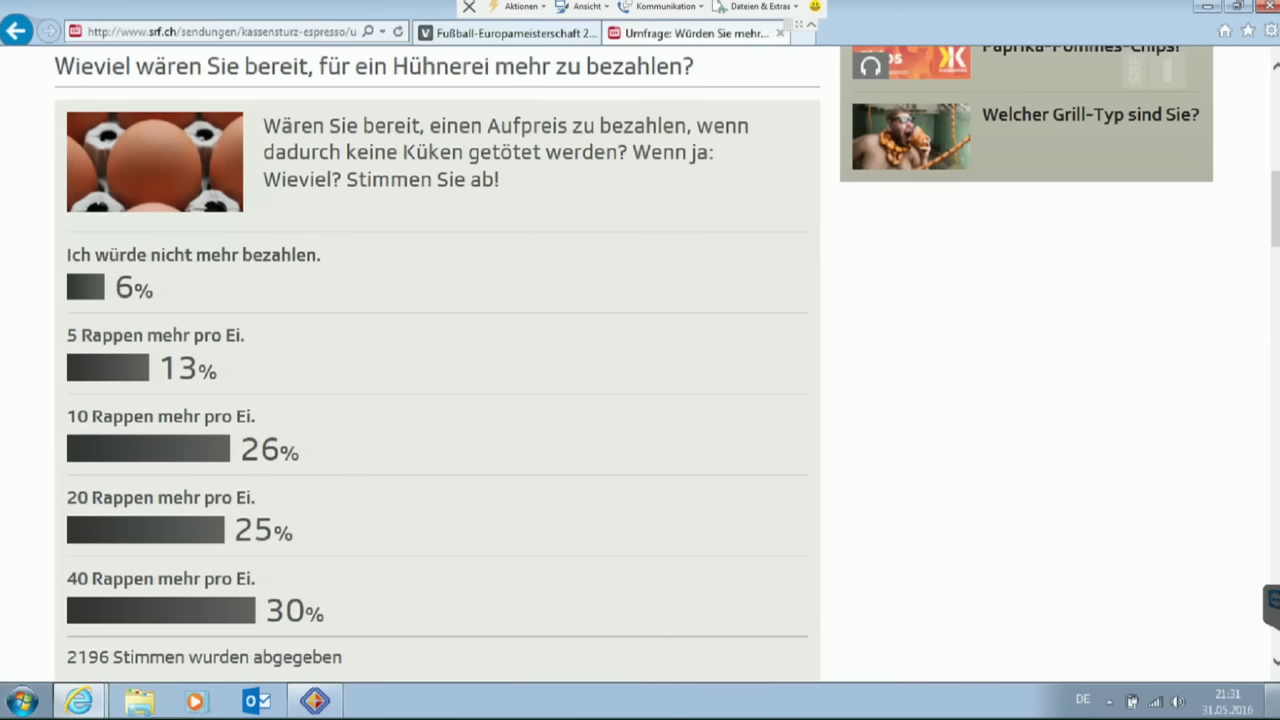 Aktionen
Ansicht
Kommunikation
Dateien & Extras
http://www.srf.ch/sendungen/kassensturz-espresso/u
Fußball-Europameisterschaft 2...
Umfrage: Würden Sie mehr...
Wieviel wären Sie bereit, für ein Hühnerei mehr zu bezahlen?
Wären Sie bereit, einen Aufpreis zu bezahlen, wenn
dadurch keine Küken getötet werden? Wenn ja:
Wieviel? Stimmen Sie ab!
Ich würde nicht mehr bezahlen.
6%
5 Rappen mehr pro Ei.
13%
10 Rappen mehr pro Ei.
26%
20 Rappen mehr pro Ei.
25%
40 Rappen mehr pro Ei.
30%
2196 Stimmen wurden abgegeben
Paprika-Pommes-Chips!
Welcher Grill-Typ sind Sie?
DE
21:31
31.05.2016